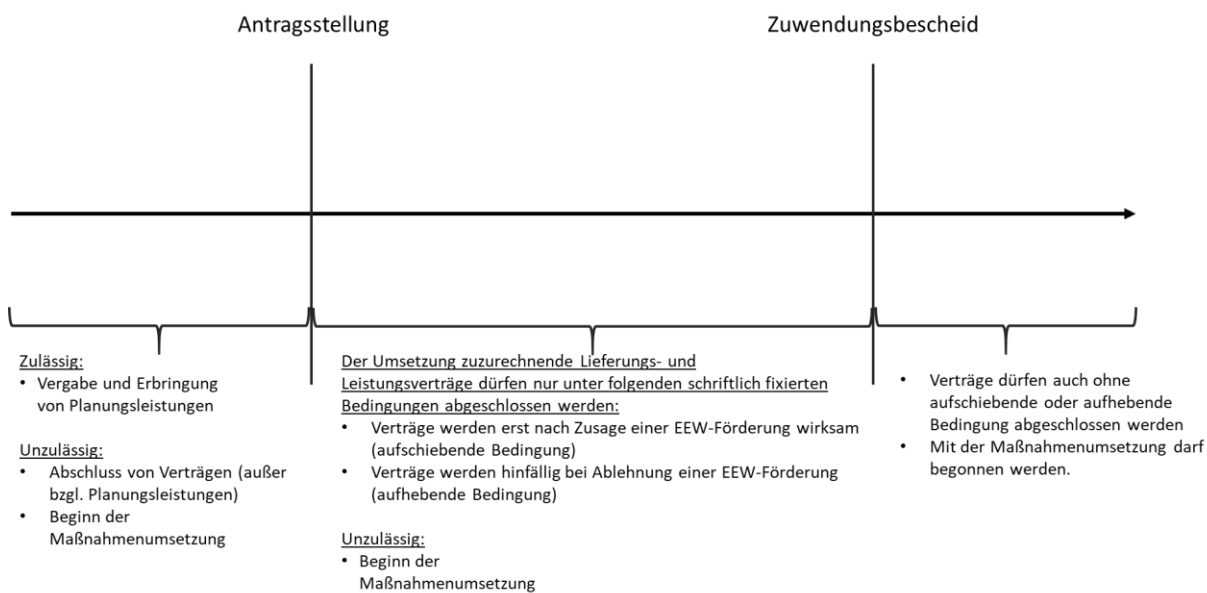 Antragsstellung
Zuwendungsbescheid
Zulässig:
• Vergabe und Erbringung
von Planungsleistungen
Unzulässig:
• Abschluss von Verträgen (außer
bzgl. Planungsleistungen)
• Beginn der
Maßnahmenumsetzung
Der Umsetzung zuzurechnende Lieferungs- und
Leistungsverträge dürfen nur unter folgenden schriftlich fixierten
Bedingungen abgeschlossen werden:
• Verträge werden erst nach Zusage einer EEW-Förderung wirksam
(aufschiebende Bedingung)
• Verträge werden hinfällig bei Ablehnung einer EEW-Förderung
(aufhebende Bedingung)
Unzulässig:
• Beginn der
Maßnahmenumsetzung
• Verträge dürfen auch ohne
aufschiebende oder aufhebende
Bedingung abgeschlossen werden
• Mit der Maßnahmenumsetzung darf
begonnen werden.